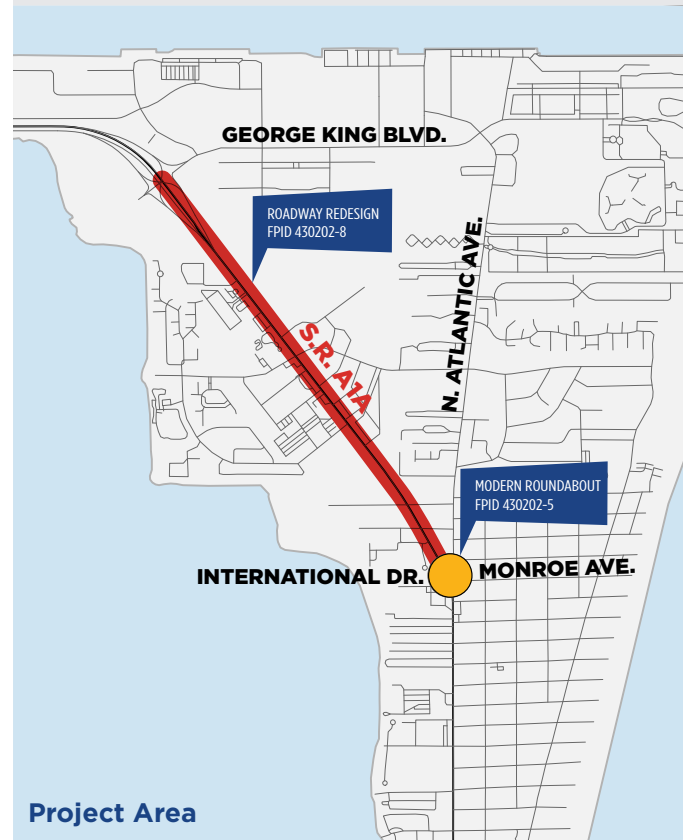 GEORGE KING BLVD.
ROADWAY REDESIGN
FPID 430202-8
N. ATLANTIC AVE.
S.R. A1A
MODERN ROUNDABOUT
FPID 430202-5
INTERNATIONAL DR.
MONROE AVE.
Project Area